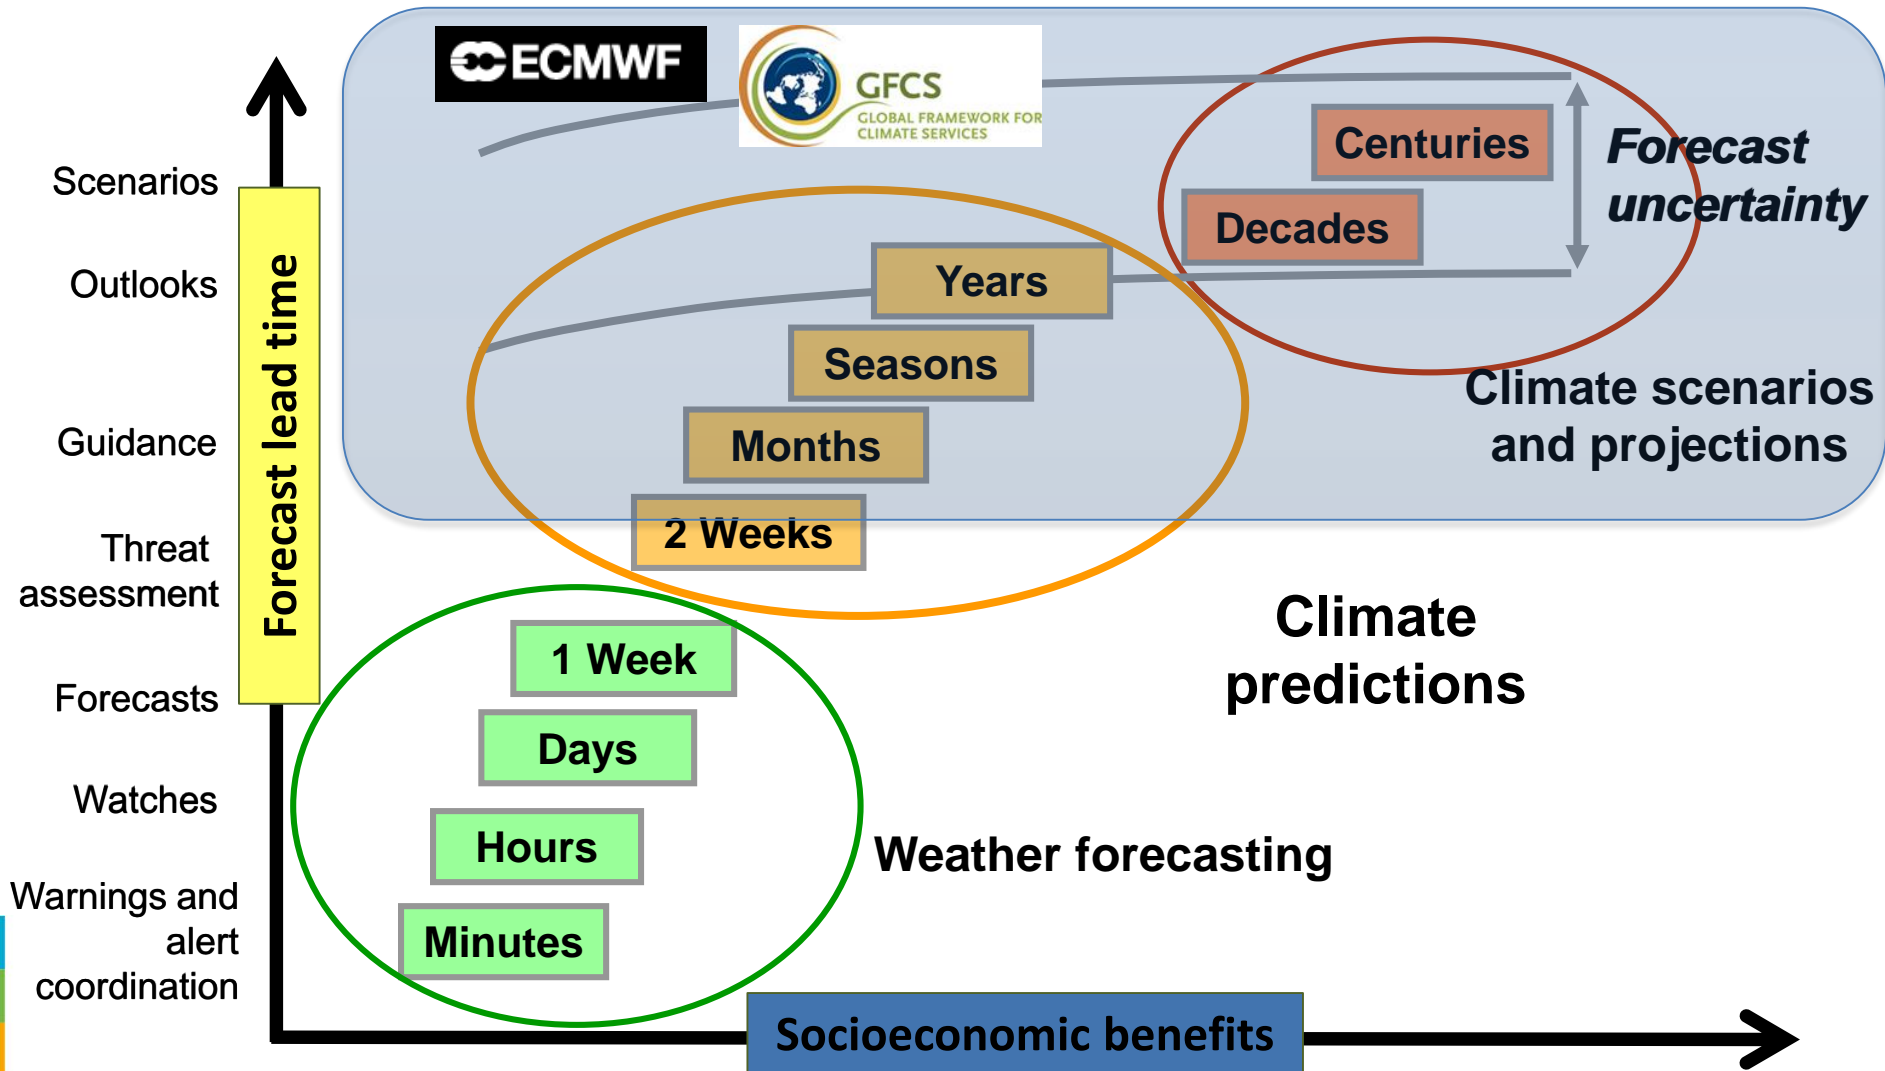 ECMWF
GFCS
GLOBAL FRAMEWORK FOR
CLIMATE SERVICES
Scenarios
Outlooks
Guidance
Threat
assessment
Forecasts
Watches
Warnings and
alert
coordination
Forecast lead time
Centuries
Decades
Forecast
uncertainty
Years
Seasons
Months
2 Weeks
Climate scenarios
and projections
Climate
predictions
1 Week
Days
Hours
Minutes
Weather forecasting
Socioeconomic benefits